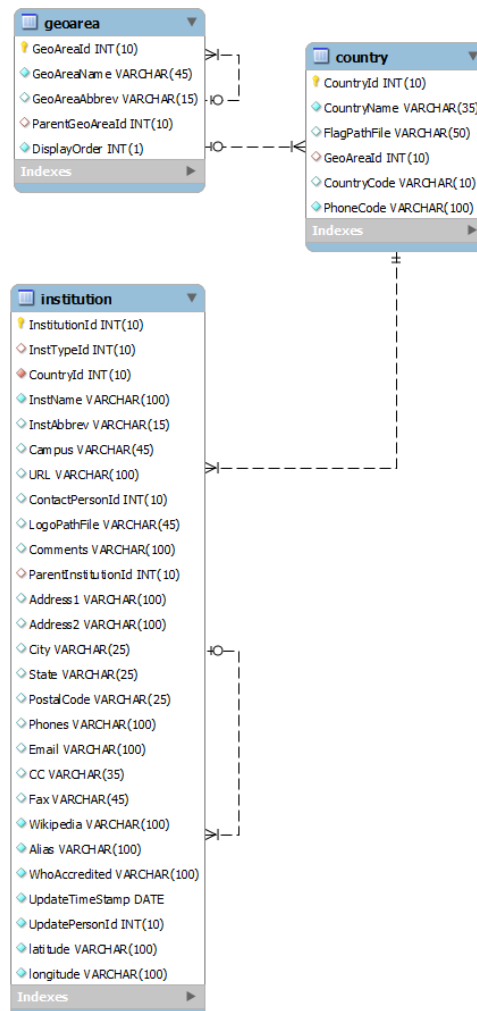 geoarea
GeoAreaId INT(10)
GeoAreaName VARCHAR(45)
GeoAreaAbbrev VARCHAR(15)
ParentGeoAreaId INT(10)
DisplayOrder INT(1)
Indexes
country
CountryId INT(10)
CountryName VARCHAR(35)
FlagPathFile VARCHAR(50)
GeoAreaId INT(10)
CountryCode VARCHAR(10)
PhoneCode VARCHAR(100)
Indexes
institution
InstitutionId INT(10)
InstTypeId INT(10)
CountryId INT(10)
InstName VARCHAR(100)
InstAbbrev VARCHAR(15)
Campus VARCHAR(45)
URL VARCHAR(100)
ContactPersonId INT(10)
LogoPathFile VARCHAR(45)
Comments VARCHAR(100)
ParentInstitutionId INT(10)
Address1 VARCHAR(100)
Address2 VARCHAR(100)
City VARCHAR(25)
State VARCHAR(25)
PostalCode VARCHAR(25)
Phones VARCHAR(100)
Email VARCHAR(100)
CC VARCHAR(35)
Fax VARCHAR(45)
Wikipedia VARCHAR(100)
Alias VARCHAR(100)
WhoAccredited VARCHAR(100)
UpdateTimeStamp DATE
UpdatePersonId INT(10)
latitude VARCHAR(100)
longitude VARCHAR(100)
Indexes